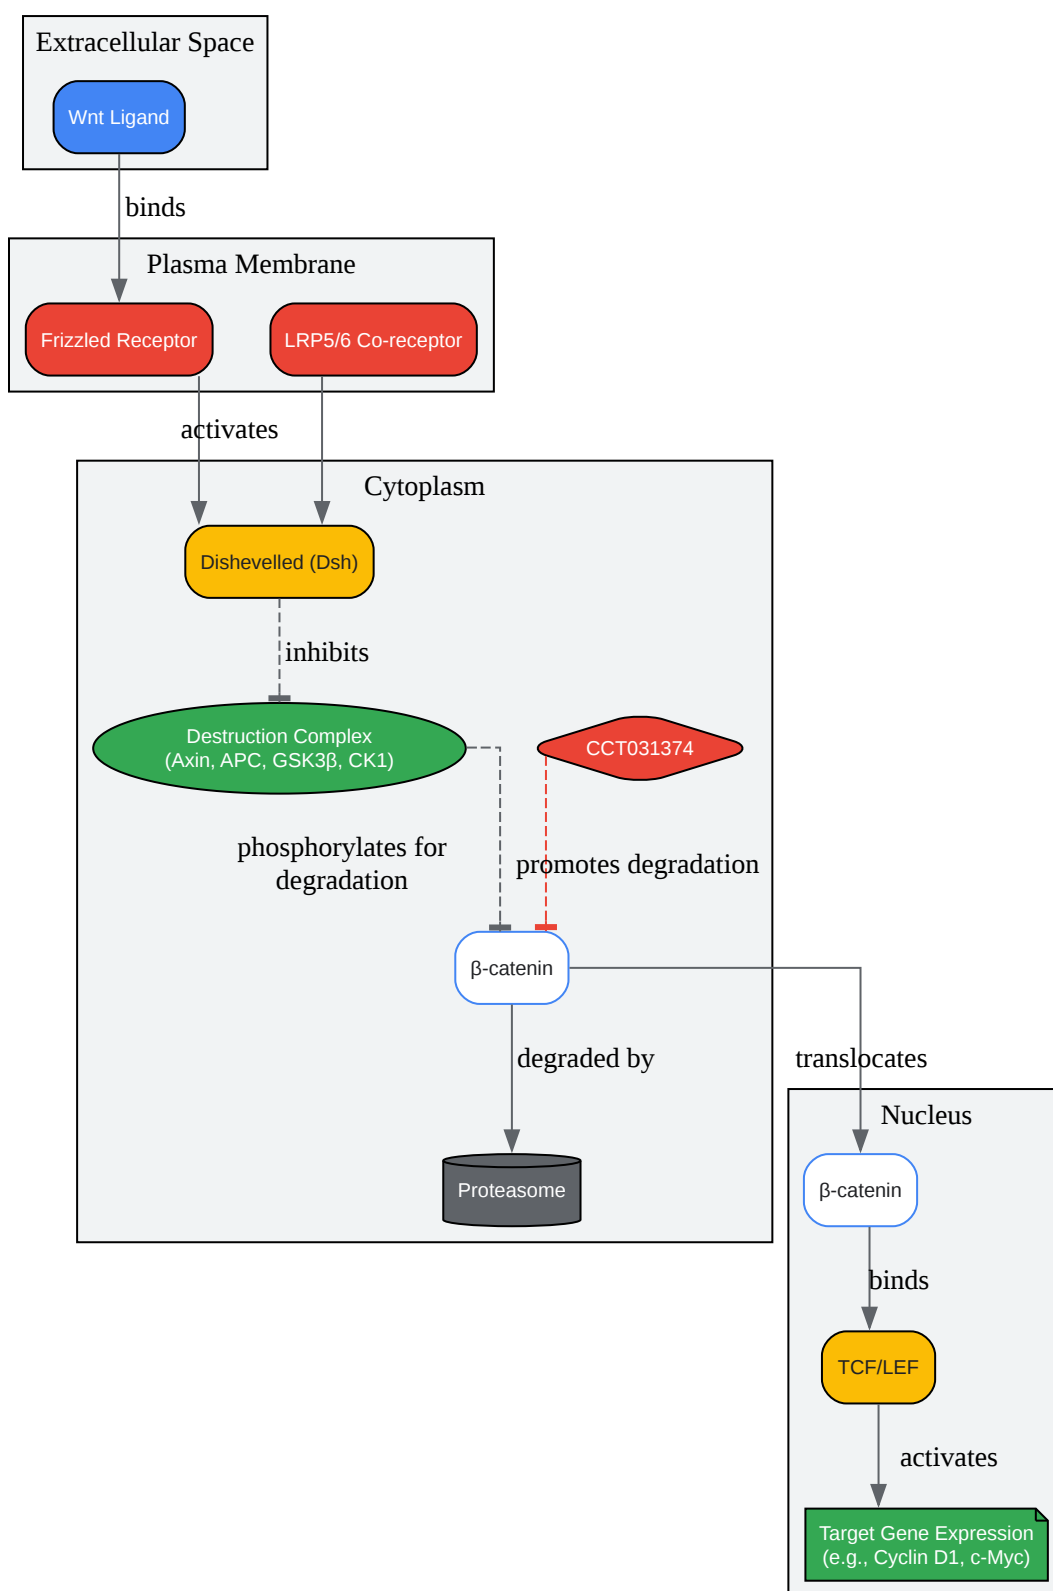 Extracellular Space
Wnt Ligand
binds
Plasma Membrane
Frizzled Receptor
LRP5/6 Co-receptor
activates
Cytoplasm
Dishevelled (Dsh)
inhibits
Destruction Complex
(Axin, APC, GSK3β, CK1)
CCT031374
phosphorylates for
degradation
promotes degradation
β-catenin
degraded by
translocates
Nucleus
Proteasome
β-catenin
binds
TCF/LEF
activates
Target Gene Expression
(e.g., Cyclin D1, c-Myc)